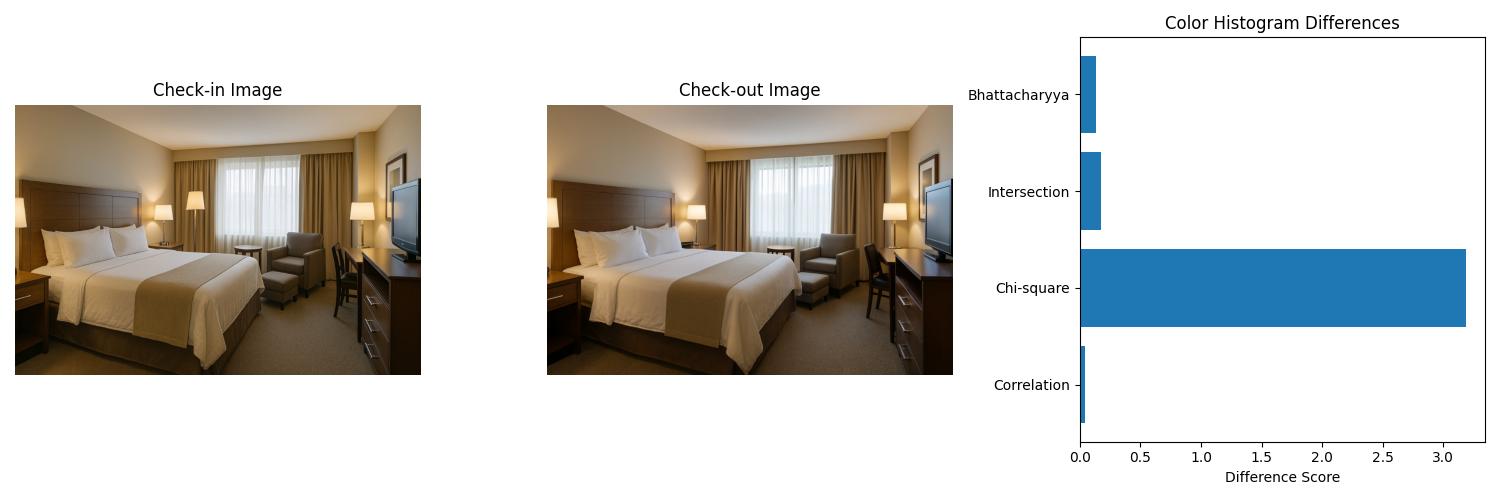 Check-in Image
Check-out Image
Color Histogram Differences
Bhattacharyya
Intersection
Chi-square
Correlation
0.0 0.5 1.0 1.5 2.0 2.5 3.0
Difference Score